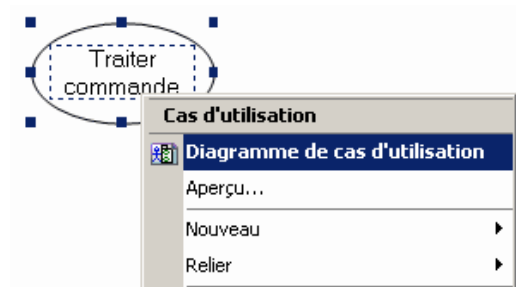 Traiter
commande
Cas d'utilisation
Diagramme de cas d'utilisation
Aperçu...
Nouveau
Relier